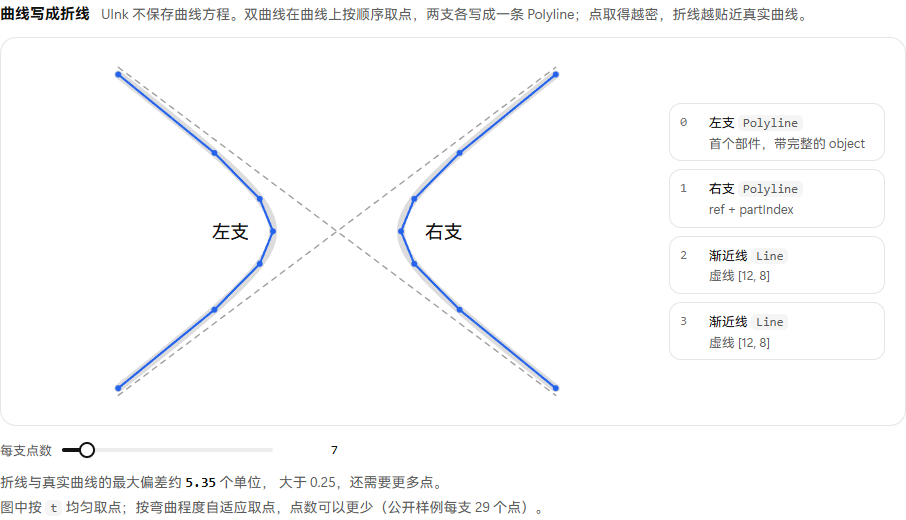 曲线写成折线 UInk 不保存曲线方程。双曲线在曲线上按顺序取点，两支各写成一条 Polyline；点取得越密，折线越贴近真实曲线。
左支
右支
0 左支 Polyline
首个部件，带完整的 object
1 右支 Polyline
ref + partIndex
2 渐近线 Line
虚线 [12, 8]
3 渐近线 Line
虚线 [12, 8]
每支点数 7
折线与真实曲线的最大偏差约 5.35 个单位， 大于 0.25，还需要更多点。
图中按 t 均匀取点；按弯曲程度自适应取点，点数可以更少（公开样例每支 29 个点）。